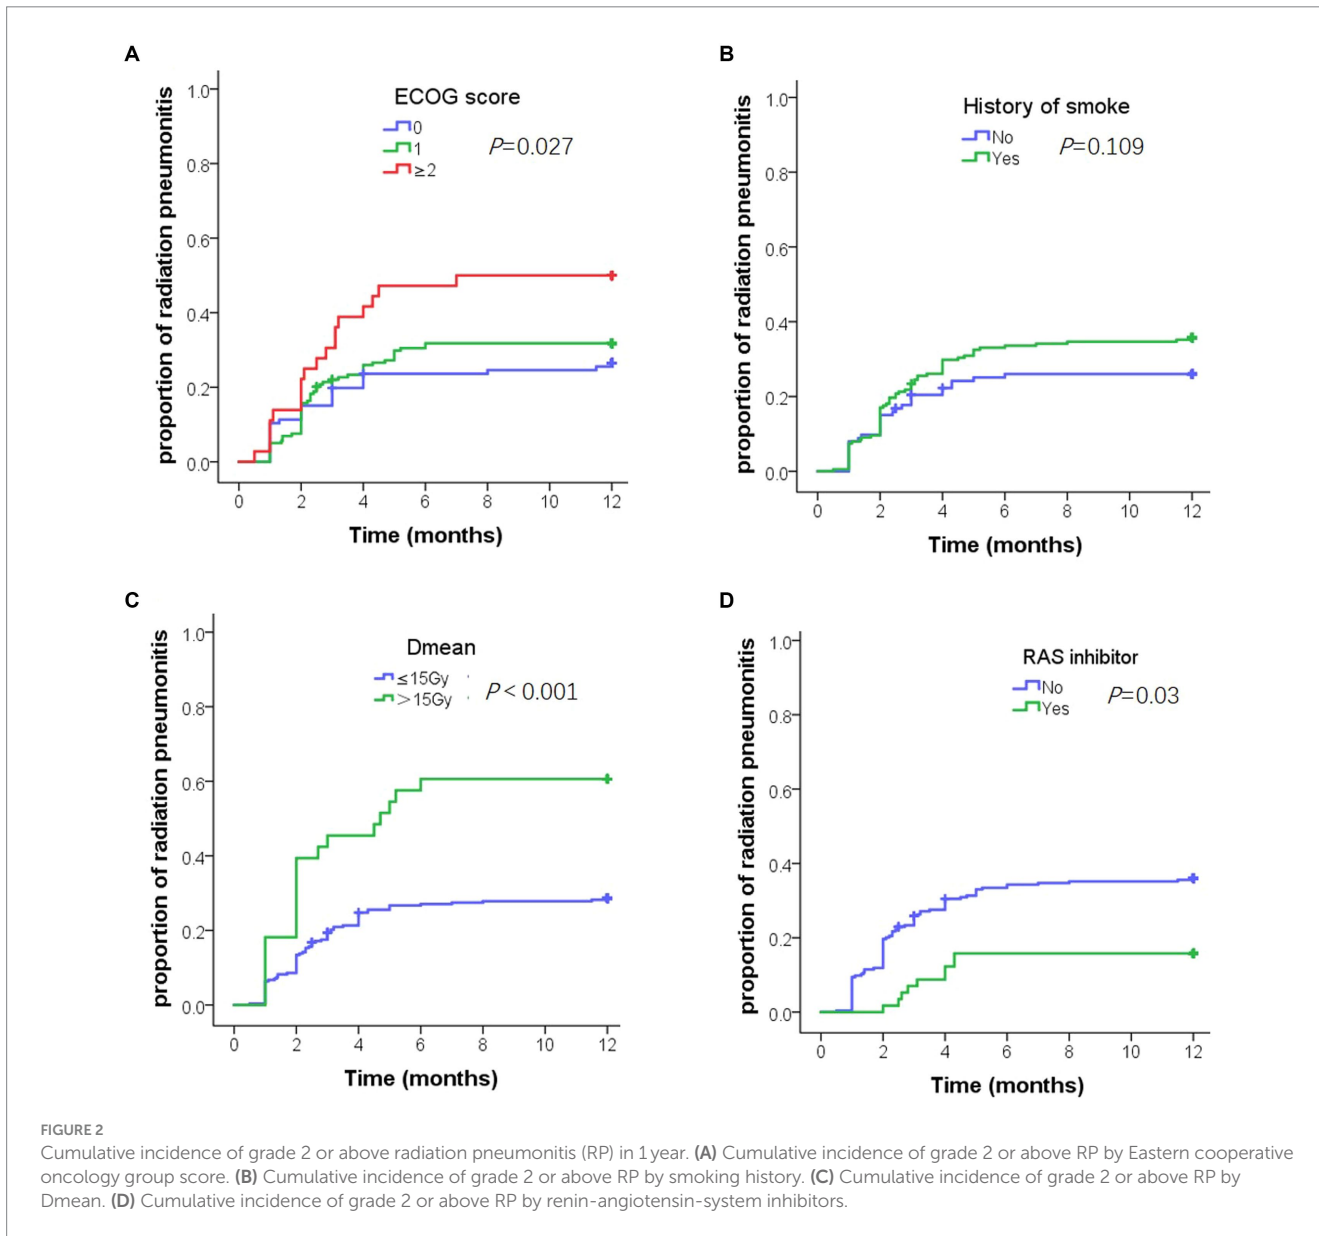 A
ECOG score
0
1
≥2
P=0.027
proportion of radiation pneumonitis
1.0
0.8
0.6
0.4
0.2
0.0
0 2 4 6 8 10 12
Time (months)
B
History of smoke
No
Yes
P=0.109
proportion of radiation pneumonitis
1.0
0.8
0.6
0.4
0.2
0.0
0 2 4 6 8 10 12
Time (months)
C
Dmean
≤15Gy
>15Gy
P< 0.001
proportion of radiation pneumonitis
1.0
0.8
0.6
0.4
0.2
0.0
0 2 4 6 8 10 12
Time (months)
D
RAS inhibitor
No
Yes
P=0.03
proportion of radiation pneumonitis
1.0
0.8
0.6
0.4
0.2
0.0
0 2 4 6 8 10 12
Time (months)
FIGURE 2
Cumulative incidence of grade 2 or above radiation pneumonitis (RP) in 1 year. (A) Cumulative incidence of grade 2 or above RP by Eastern cooperative
oncology group score. (B) Cumulative incidence of grade 2 or above RP by smoking history. (C) Cumulative incidence of grade 2 or above RP by
Dmean. (D) Cumulative incidence of grade 2 or above RP by renin-angiotensin-system inhibitors.